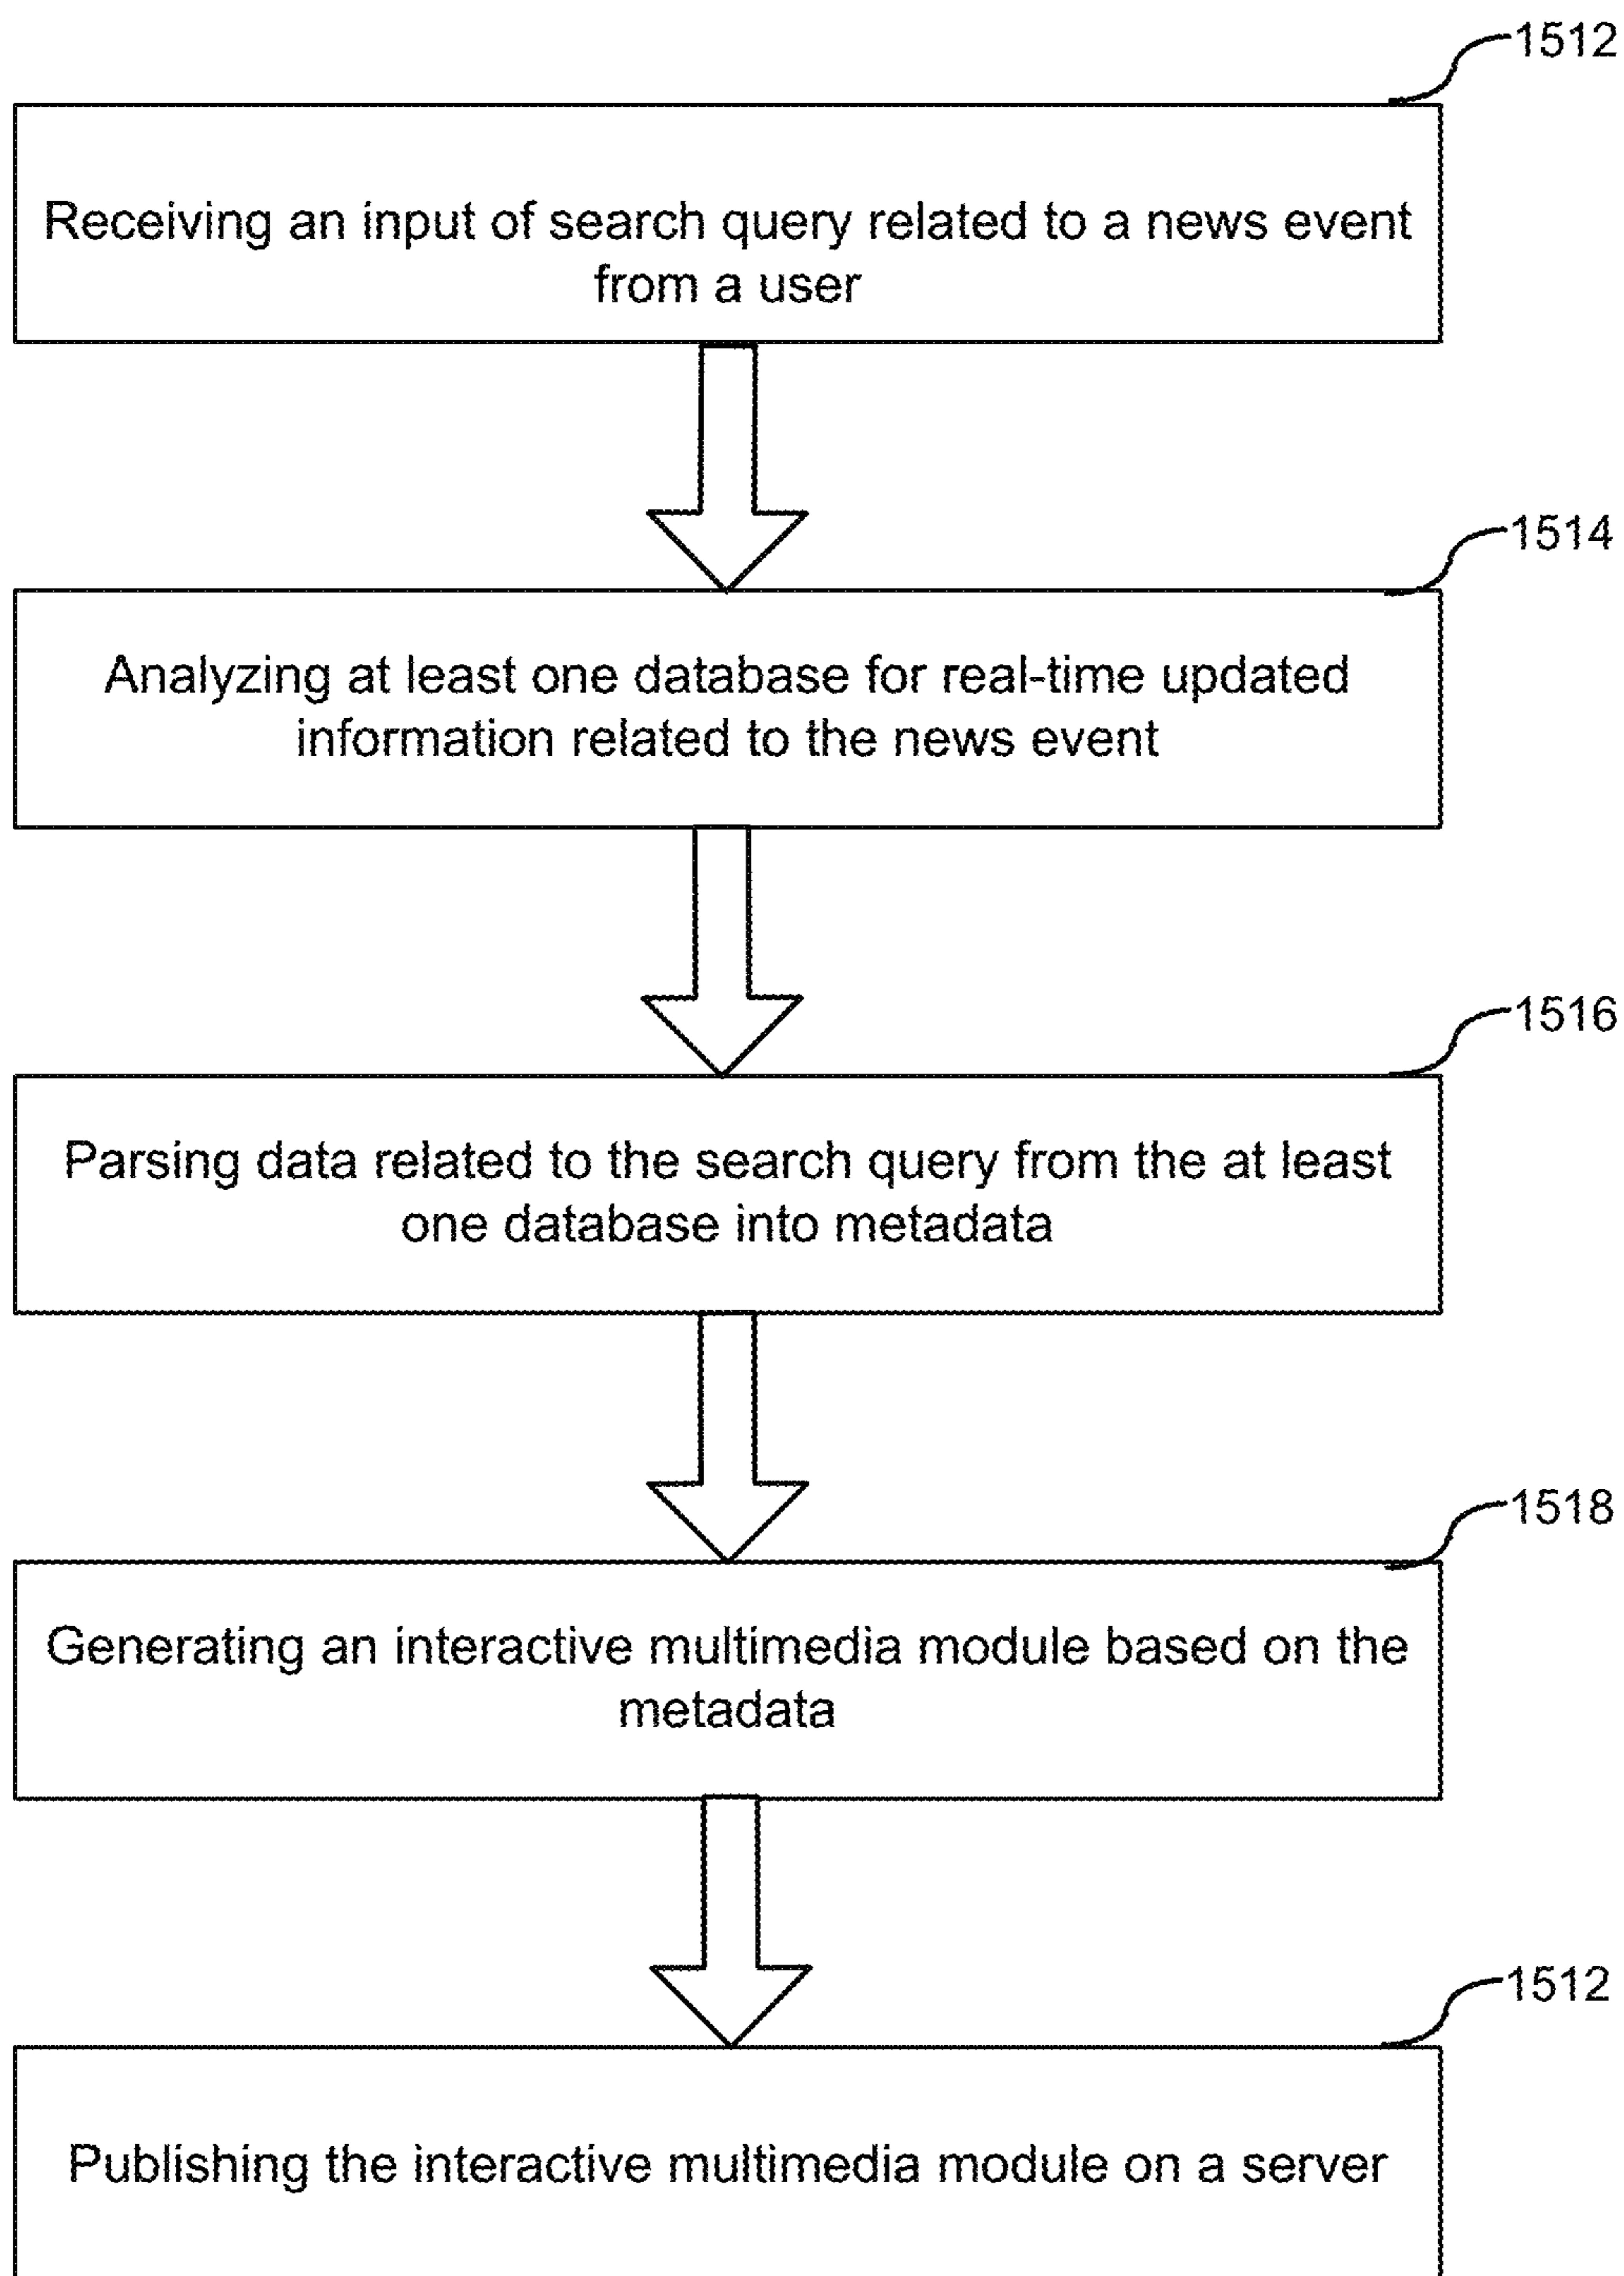 1512
Receiving an input of search query related to a news event
from a user
1514
Analyzing at least one database for real-time updated
information related to the news event
1516
Parsing data related to the search query from the at least
one database into metadata
1518
Generating an interactive multimedia module based on the
metadata
1512
Publishing the interactive multimedia module on a server